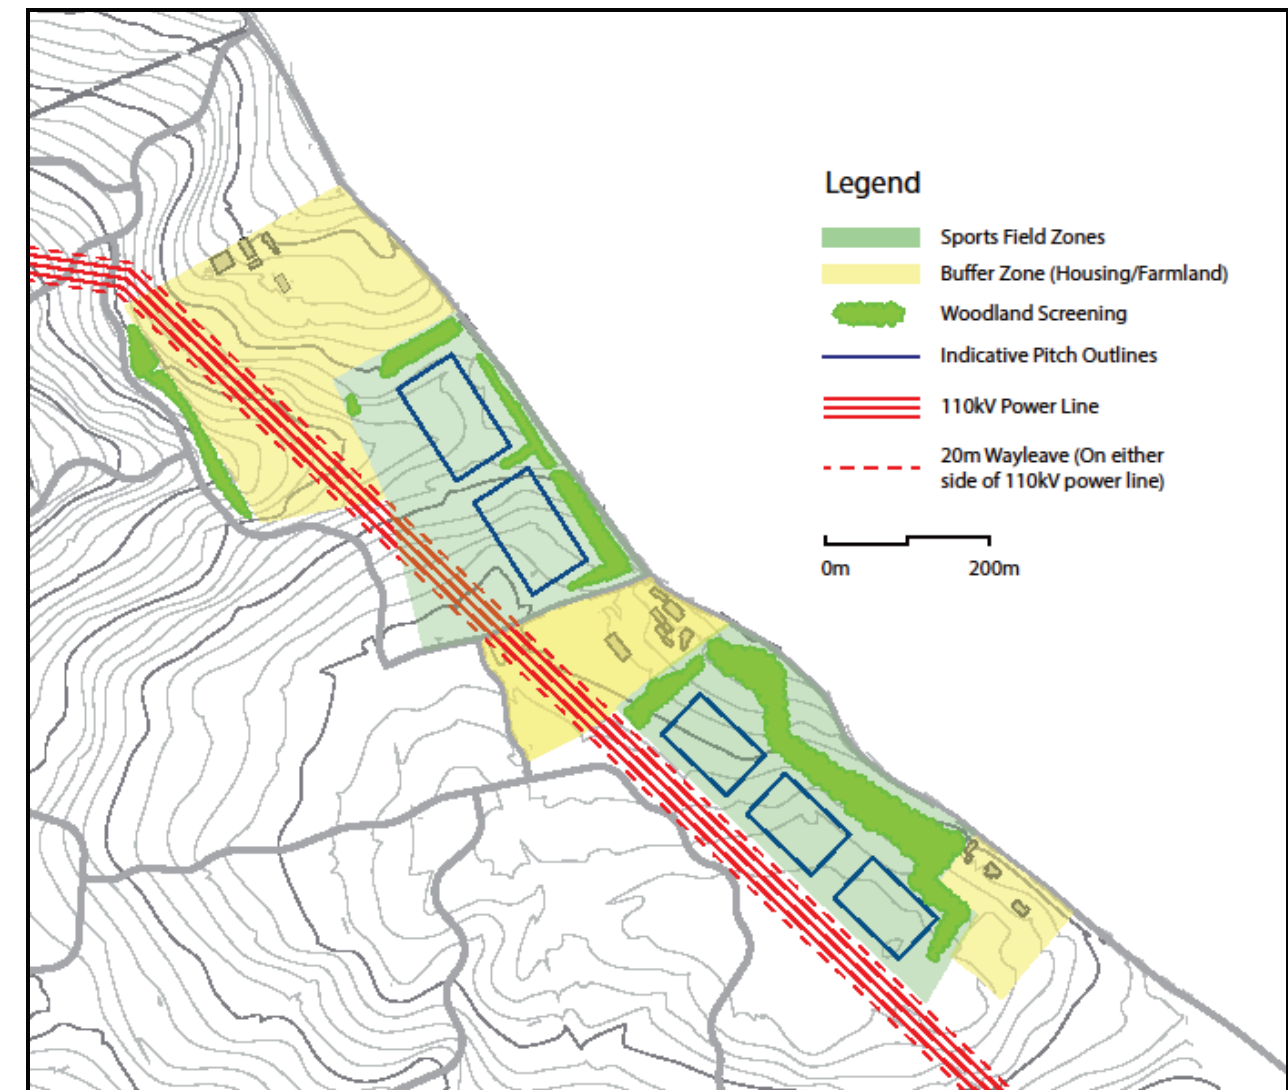 Legend
Sports Field Zones
Buffer Zone (Housing/Farmland)
Woodland Screening
Indicative Pitch Outlines
110kV Power Line
20m Wayleave (On either
side of 110kV power line)
0m 200m